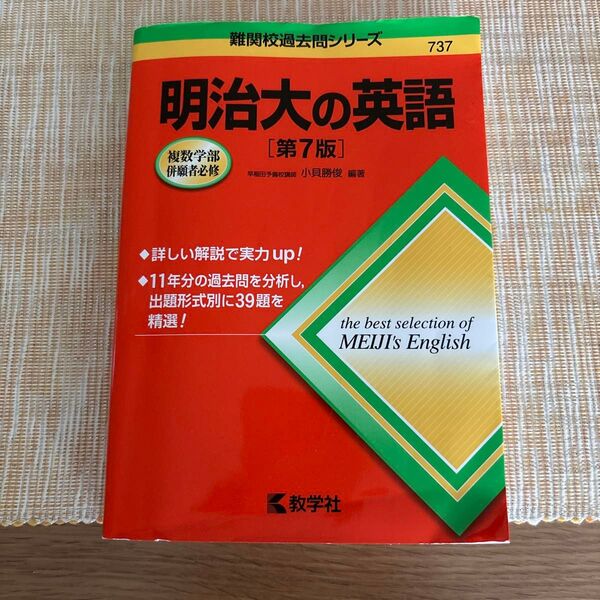 難関校過去問シリーズ
737
明治大の英語
[第7版]
複数学部
併願者必修
早稲田予備校講師 小貝勝俊 編著
◆詳しい解説で実力up!
◆11年分の過去問を分析し,
出題形式別に39題を
精選!
the best selection of
MEIJI's English
教学社